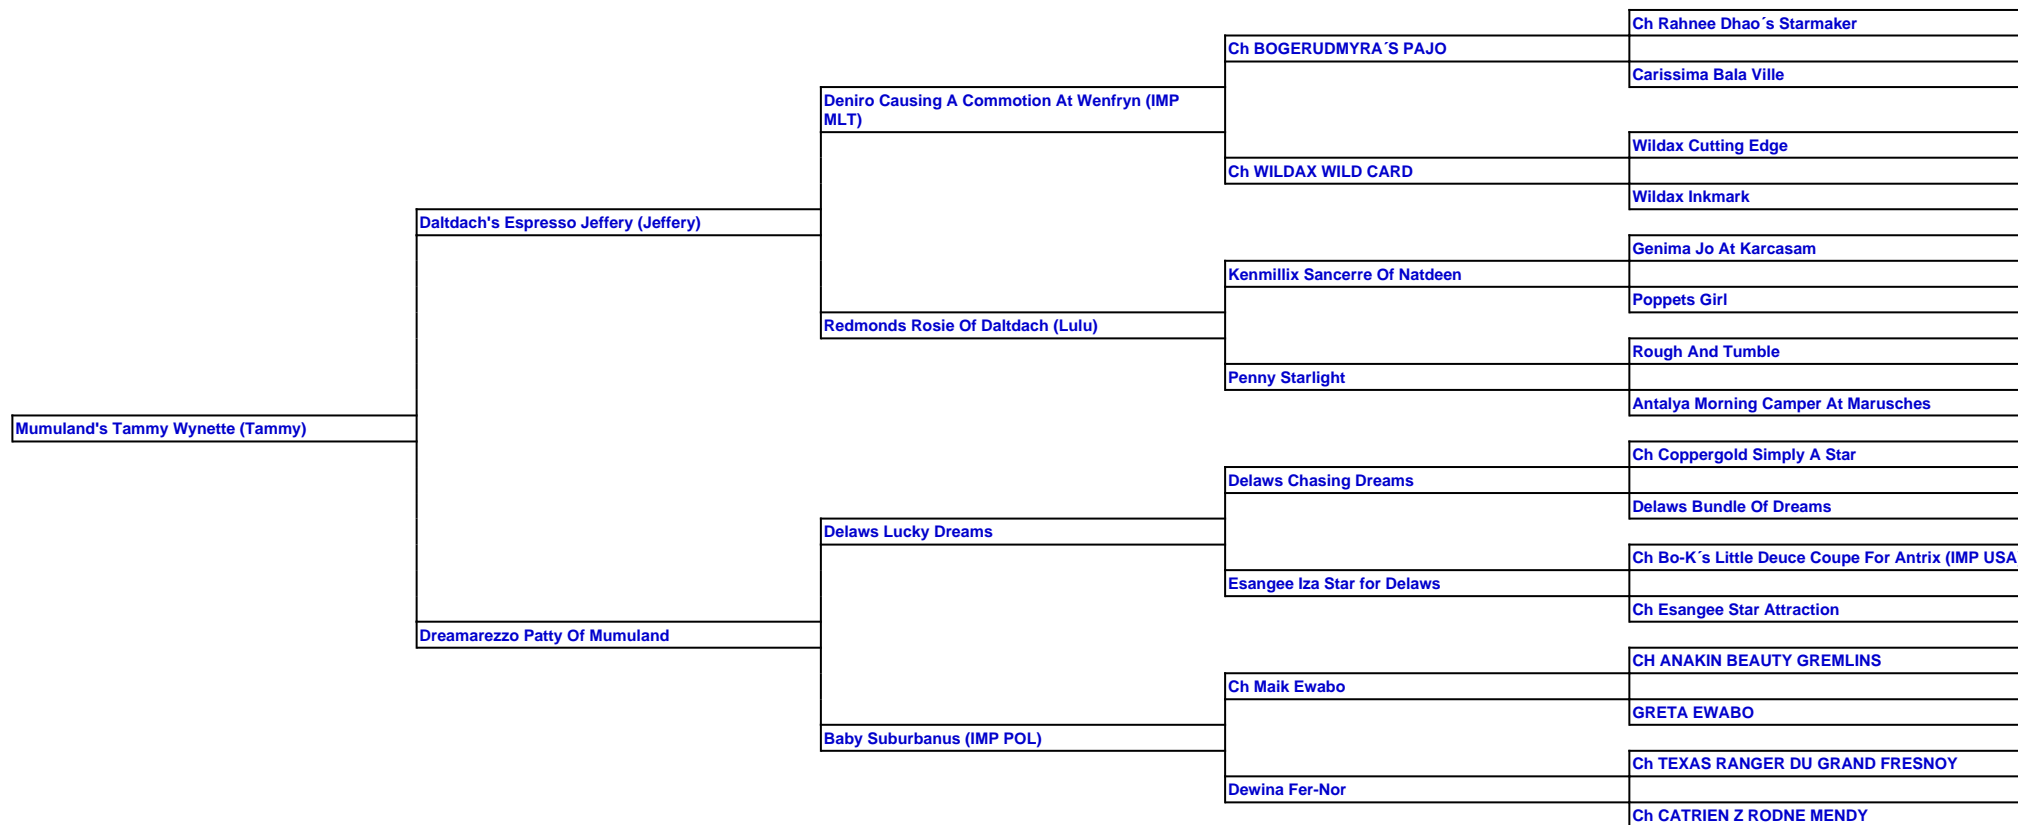 Ch Rahnee Dhao´s Starmaker
Ch BOGERUDMYRA´S PAJO
Carissima Bala Ville
Deniro Causing A Commotion At Wenfryn (IMP
MLT)
Wildax Cutting Edge
Ch WILDAX WILD CARD
Wildax Inkmark
Daltdach's Espresso Jeffery (Jeffery)
Genima Jo At Karcasam
Kenmillix Sancerre Of Natdeen
Poppets Girl
Redmonds Rosie Of Daltdach (Lulu)
Rough And Tumble
Penny Starlight
Antalya Morning Camper At Marusches
Mumuland's Tammy Wynette (Tammy)
Ch Coppergold Simply A Star
Delaws Chasing Dreams
Delaws Bundle Of Dreams
Delaws Lucky Dreams
Ch Bo-K´s Little Deuce Coupe For Antrix (IMP USA
Esangee Iza Star for Delaws
Ch Esangee Star Attraction
Dreamarezzo Patty Of Mumuland
CH ANAKIN BEAUTY GREMLINS
Ch Maik Ewabo
GRETA EWABO
Baby Suburbanus (IMP POL)
Ch TEXAS RANGER DU GRAND FRESNOY
Dewina Fer-Nor
Ch CATRIEN Z RODNE MENDY